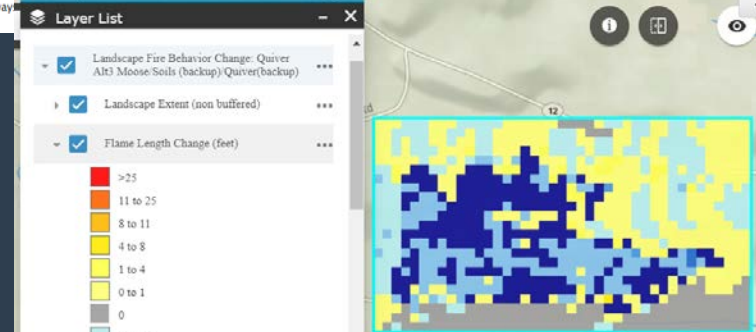 Layer List
Landscape Fire Behavior Change: Quiver
Alt3 Moose/Soils (backup)/Quiver(backup)
Landscape Extent (non buffered)
Flame Length Change (feet)
>25
11 to 25
8 to 11
4 to 8
1 to 4
0 to 1
0
12